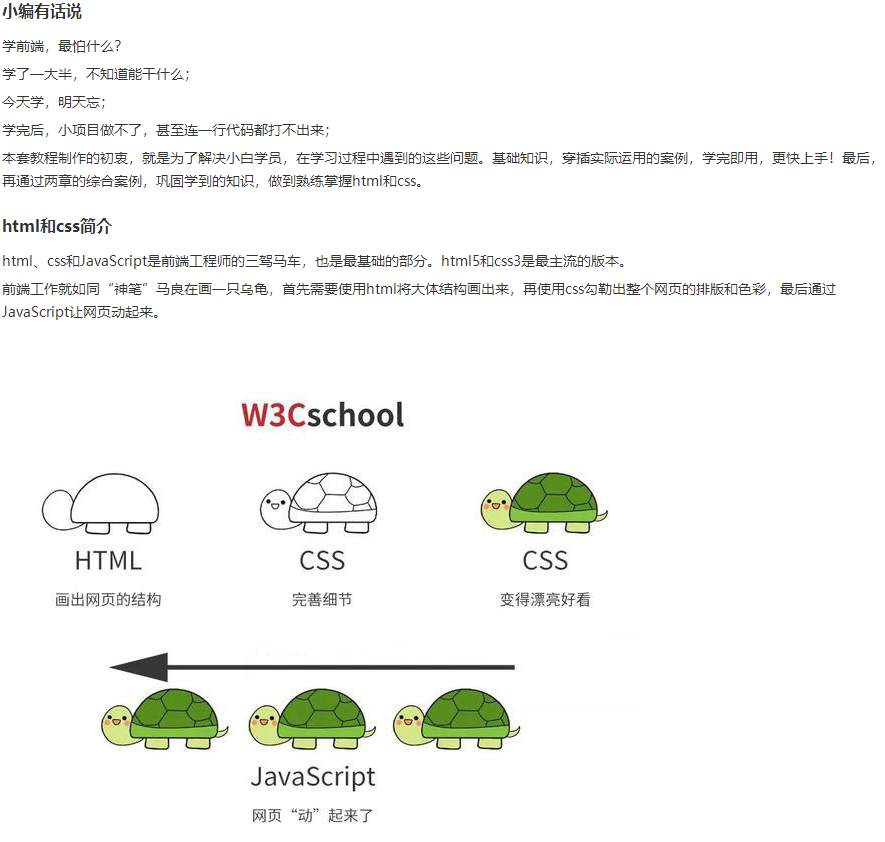 小编有话说
学前端，最怕什么？
学了一大半，不知道能干什么；
今天学，明天忘；
学完后，小项目做不了，甚至连一行代码都打不出来；
本套教程制作的初衷，就是为了解决小白学员，在学习过程中遇到的这些问题。基础知识，穿插实际运用的案例，学完即用，更快上手！最后，
再通过两章的综合案例，巩固学到的知识，做到熟练掌握html和css。
html和css简介
html、css和JavaScript是前端工程师的三驾马车，也是最基础的部分。html5和css3是最主流的版本。
前端工作就如同“神笔”马良在画一只乌龟，首先需要使用html将大体结构画出来，再使用css勾勒出整个网页的排版和色彩，最后通过
JavaScript让网页动起来。
W3Cschool
HTML CSS CSS
画出网页的结构 完善细节 变得漂亮好看
JavaScript
网页“动”起来了